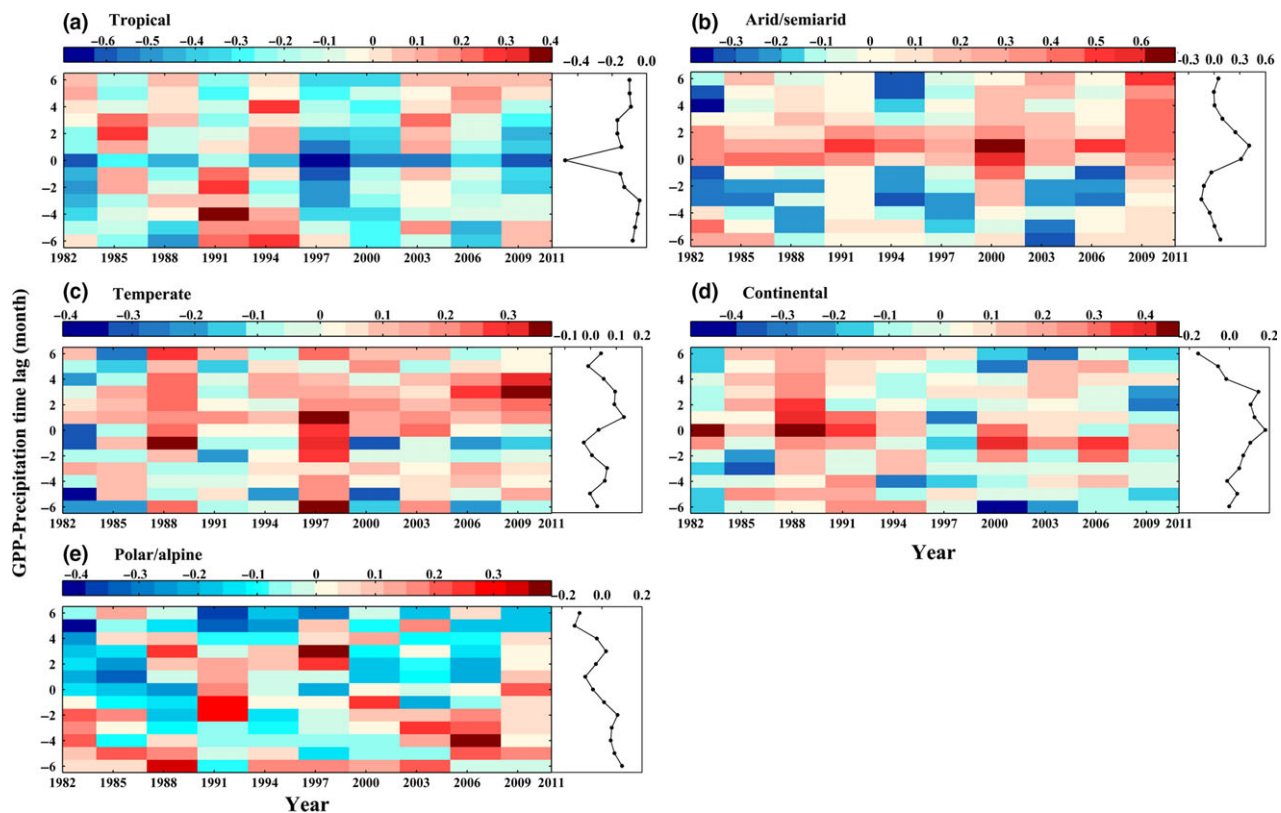 (a) Tropical
−0.6 −0.5 −0.4 −0.3 −0.2 −0.1 0 0.1 0.2 0.3 0.4
−0.4 −0.2 0.0
6
4
2
0
−2
−4
−6
1982 1985 1988 1991 1994 1997 2000 2003 2006 2009 2011
(b) Arid/semiarid
−0.3 −0.2 −0.1 0 0.1 0.2 0.3 0.4 0.5 0.6
−0.3 0.0 0.3 0.6
6
4
2
0
−2
−4
−6
1982 1985 1988 1991 1994 1997 2000 2003 2006 2009 2011
GPP-Precipitation time lag (month)
(c) Temperate
−0.4 −0.3 −0.2 −0.1 0 0.1 0.2 0.3
−0.1 0.0 0.1 0.2
6
4
2
0
−2
−4
−6
1982 1985 1988 1991 1994 1997 2000 2003 2006 2009 2011
(d) Continental
−0.4 −0.3 −0.2 −0.1 0 0.1 0.2 0.3 0.4
−0.2 0.0 0.2
6
4
2
0
−2
−4
−6
1982 1985 1988 1991 1994 1997 2000 2003 2006 2009 2011
Year
(e) Polar/alpine
−0.4 −0.3 −0.2 −0.1 0 0.1 0.2 0.3
−0.2 0.0 0.2
6
4
2
0
−2
−4
−6
1982 1985 1988 1991 1994 1997 2000 2003 2006 2009 2011
Year